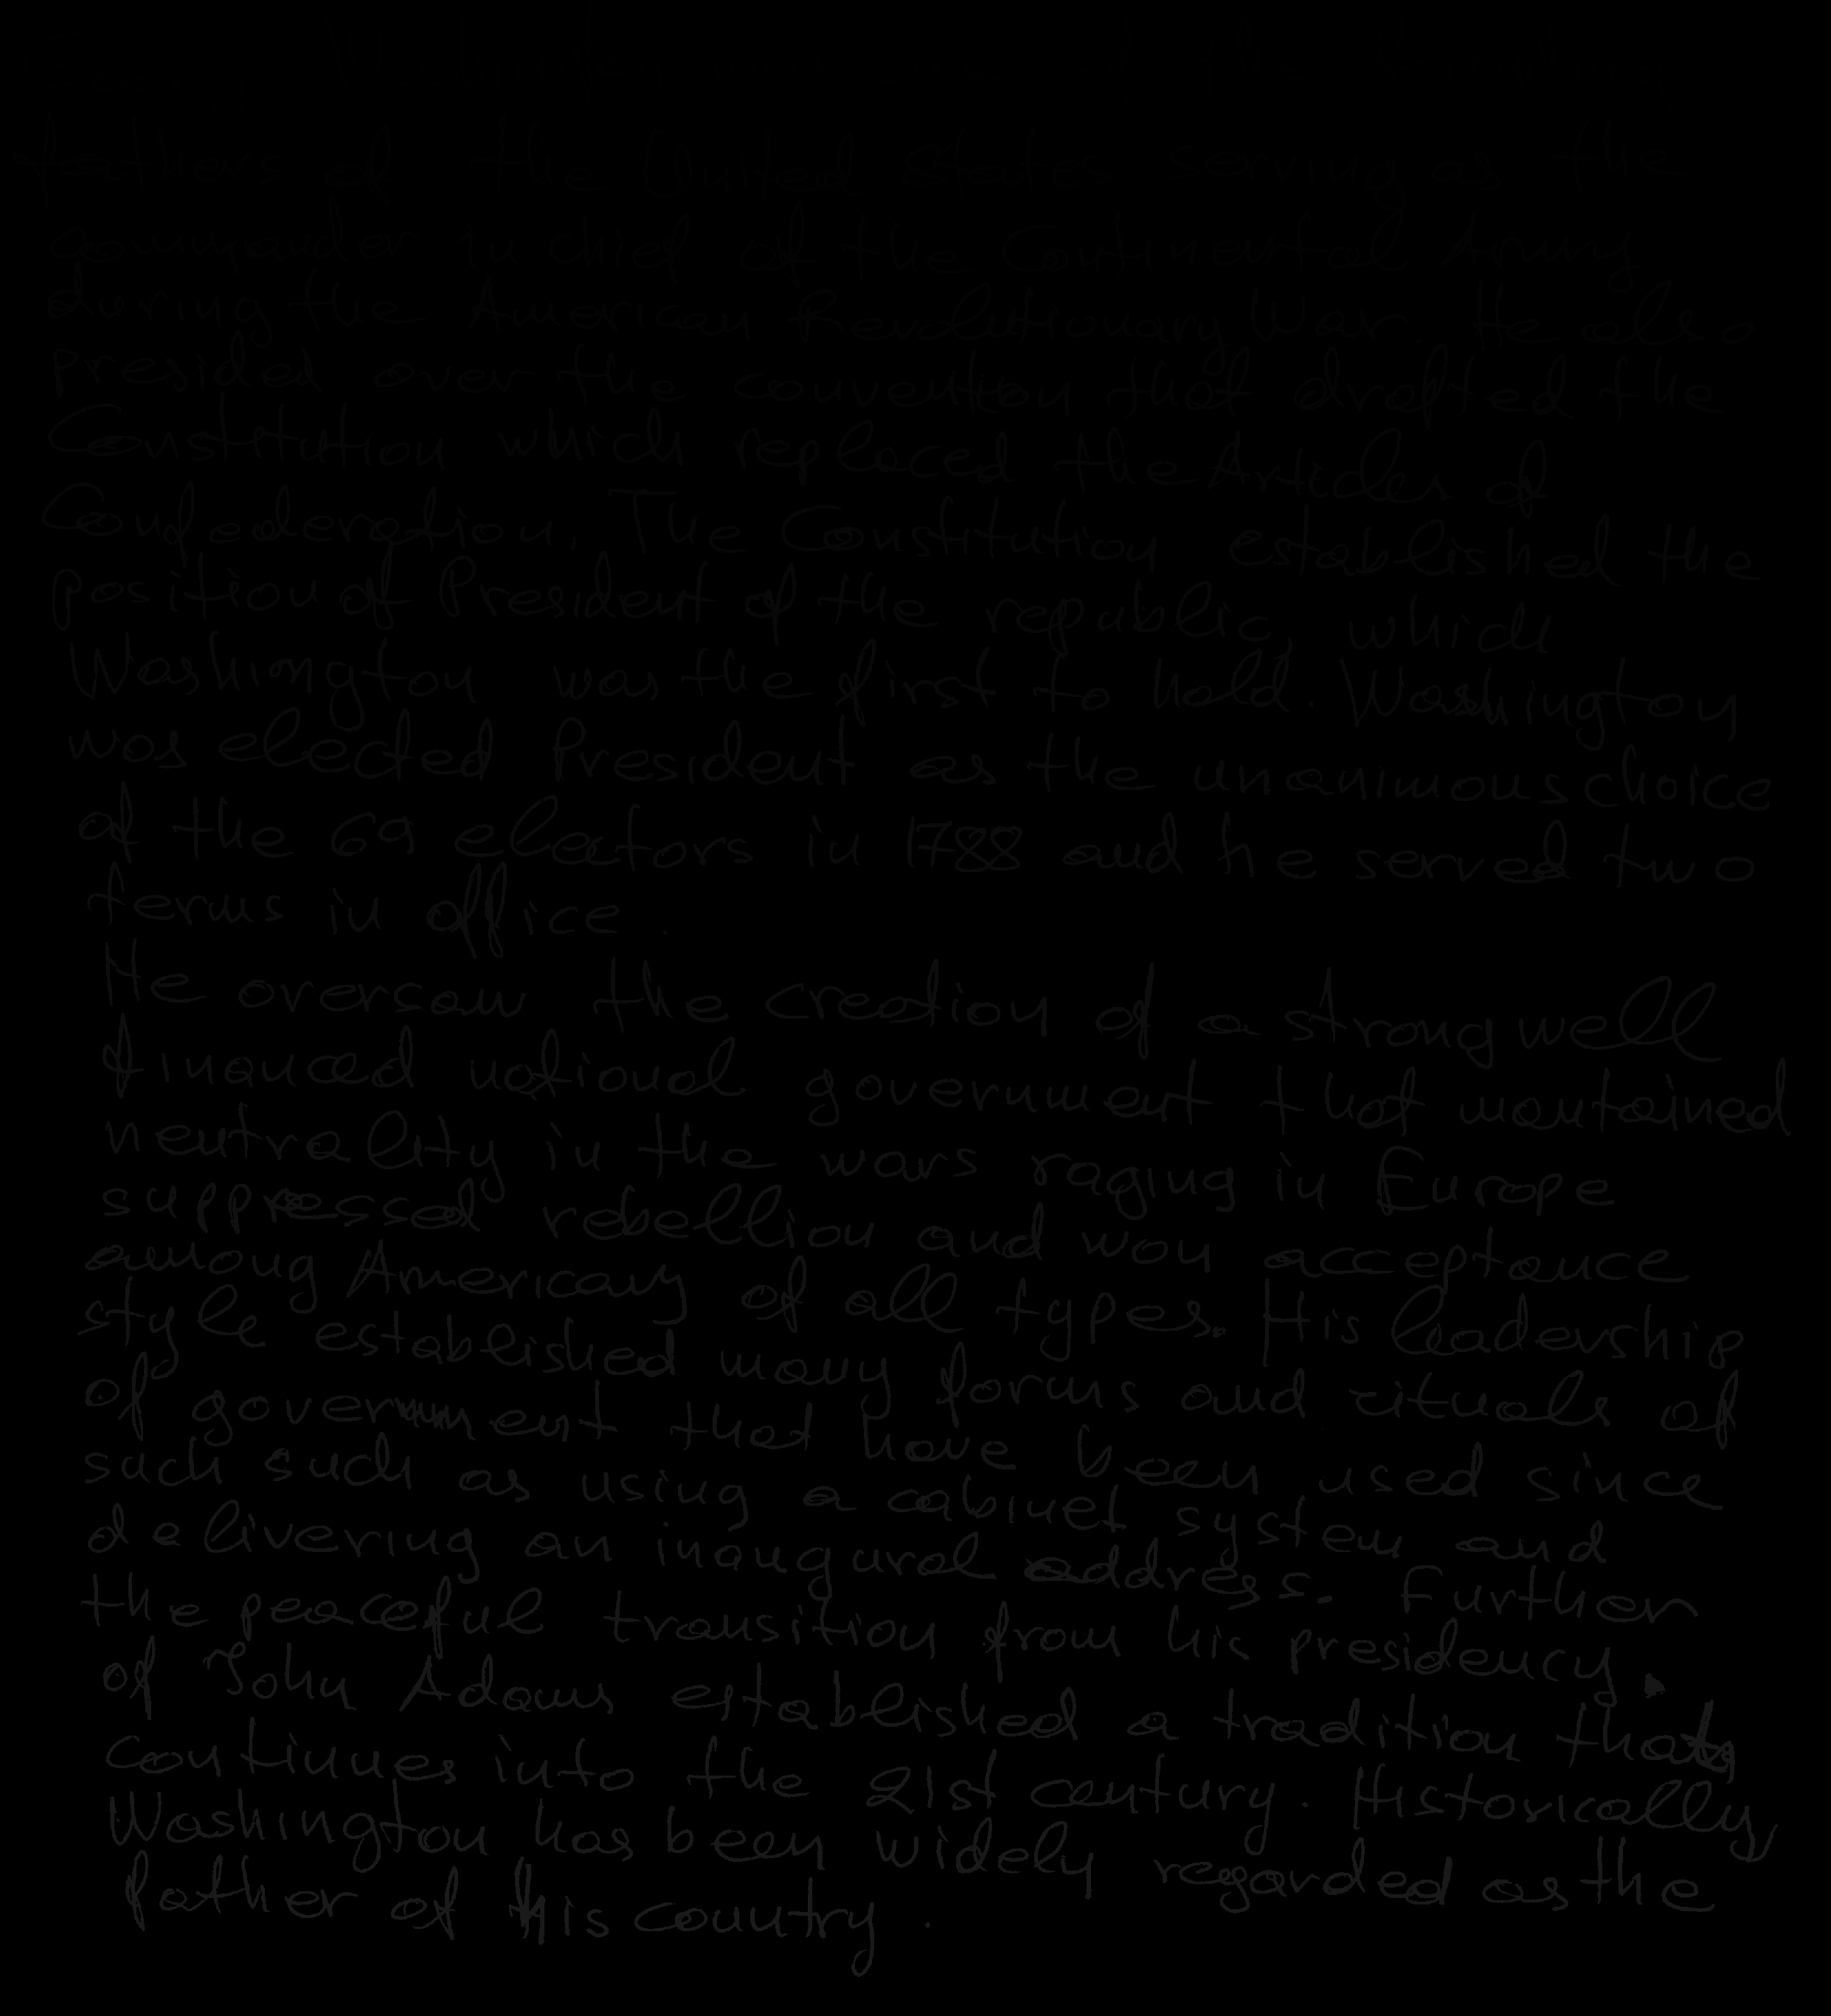 fathers of the United States serving as the
commander in chief of the Continental Army
during the American Revolutionary War. He also
presided over the convention that drafted the
Constitution which replaced the Articles of
Confederation. The Constitution established the
position of President of the republic, which
Washington was the first to hold. Washington
was elected President as the unanimous choice
of the 69 electors in 1788 and he served two
terms in office.
He oversaw the creation of a strong well
financed national government that mantained
neutrality in the wars raging in Europe
suppressed rebellion and won acceptance
among Americans of all types. His leadership
style established many forms and rituals of
of government that have been used since
such such as using a cabinet system and
delivering an inaugural address. Further
the peaceful transition from his presidency
of John Adams established a tradition that
continues into the 21st century. Historically
Washington has been widely regarded as the
father of his country.